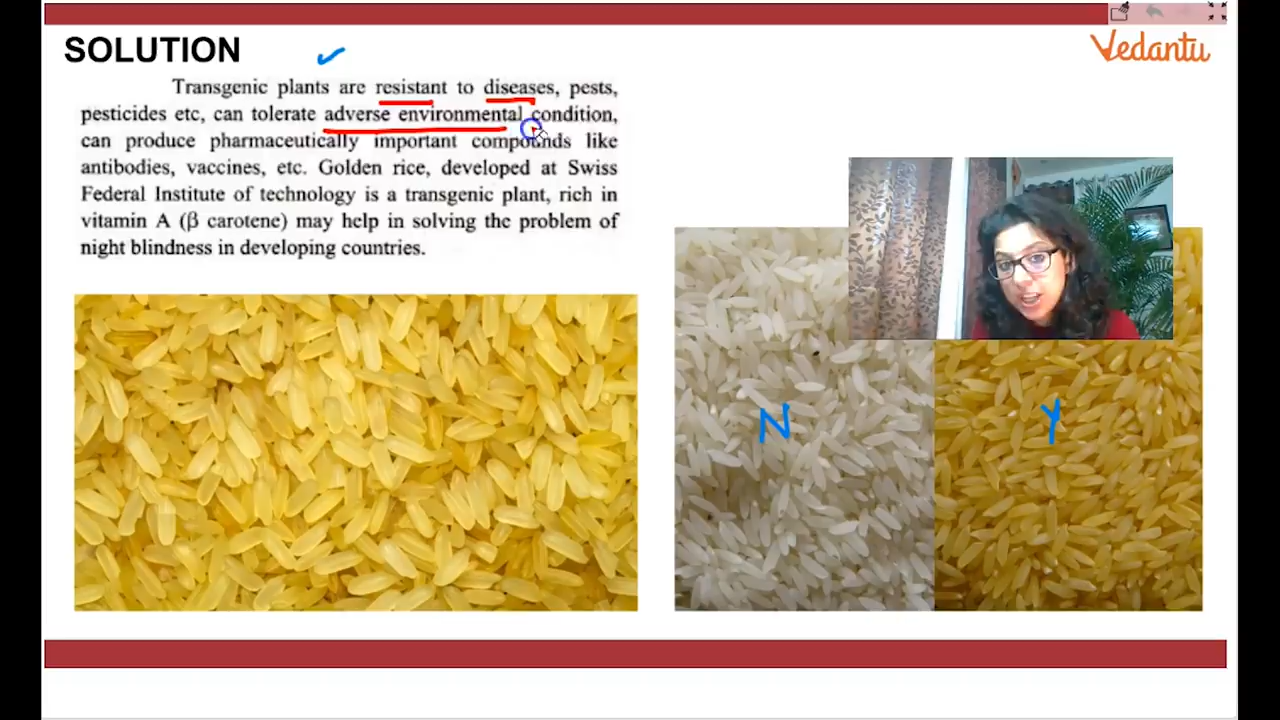 SOLUTION
Vedantu
Transgenic plants are resistant to diseases, pests,
pesticides etc, can tolerate adverse environmental condition,
can produce pharmaceutically important compounds like
antibodies, vaccines, etc. Golden rice, developed at Swiss
Federal Institute of technology is a transgenic plant, rich in
vitamin A (β carotene) may help in solving the problem of
night blindness in developing countries.
N
Y